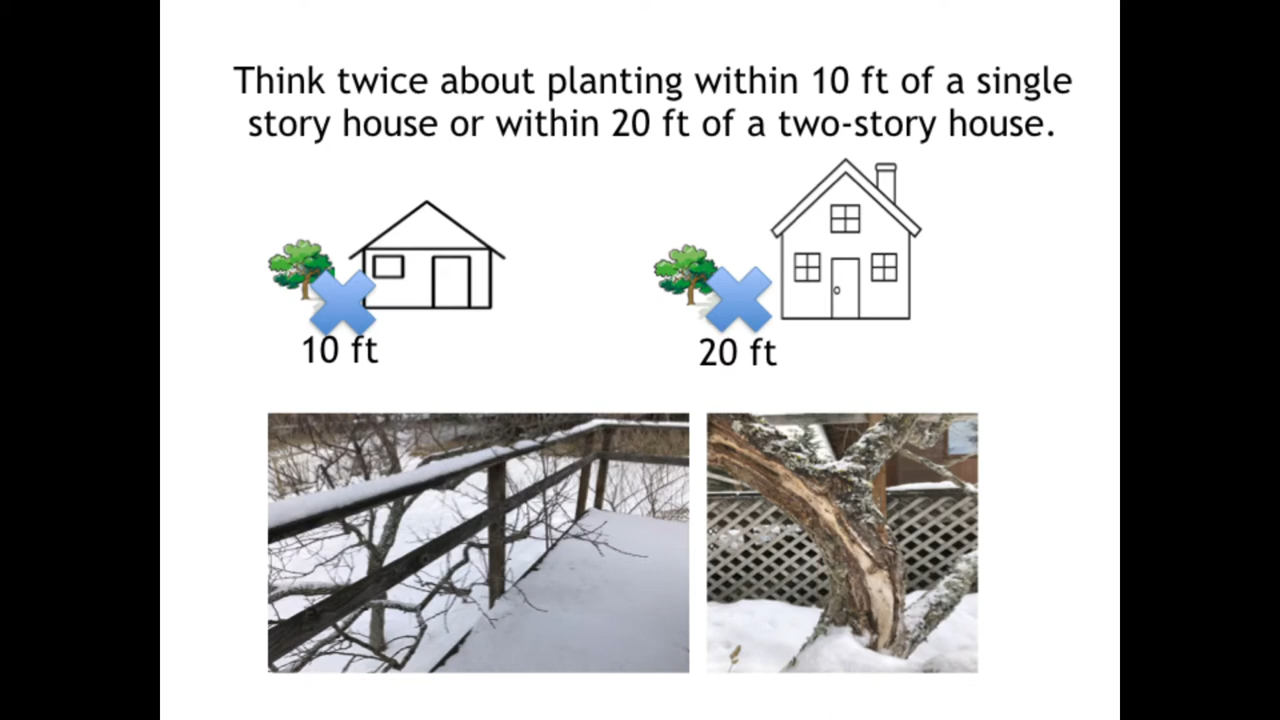 Think twice about planting within 10 ft of a single
story house or within 20 ft of a two-story house.
10 ft
20 ft